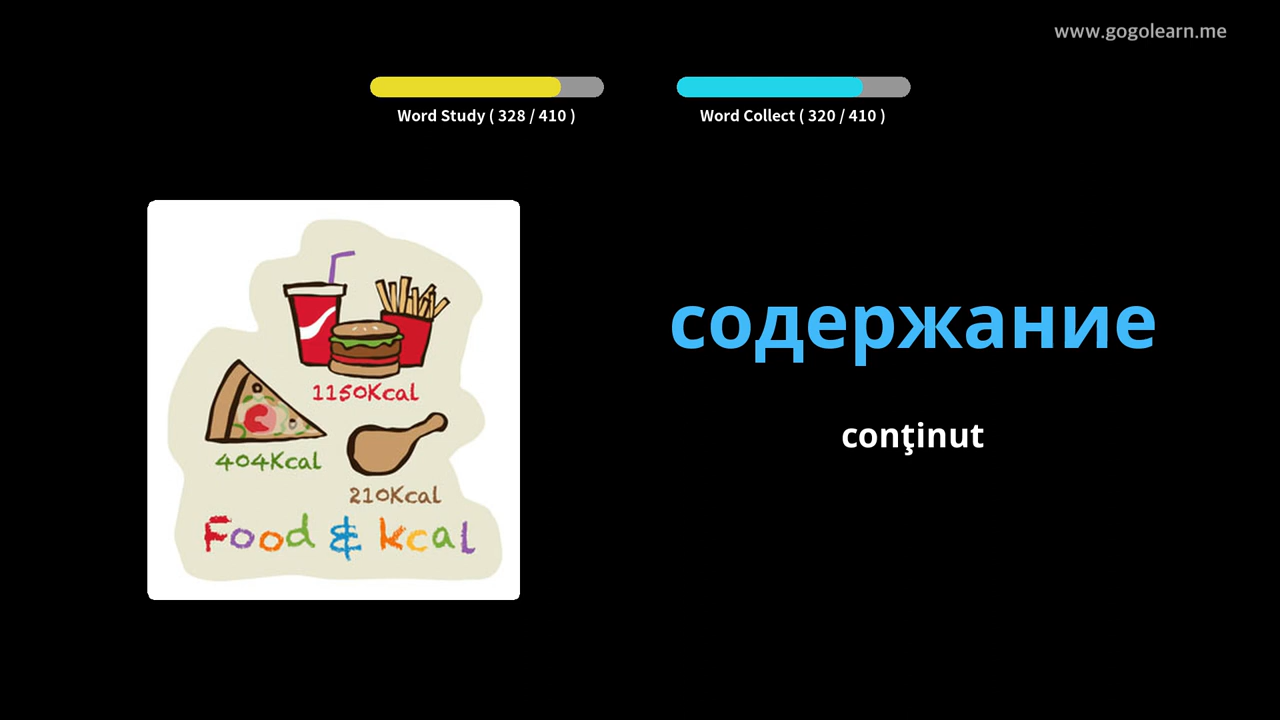 www.gogolearn.me
Word Study ( 328 / 410 )
Word Collect ( 320 / 410 )
1150Kcal
404Kcal
210Kcal
Food & kcal
содержание
conţinut